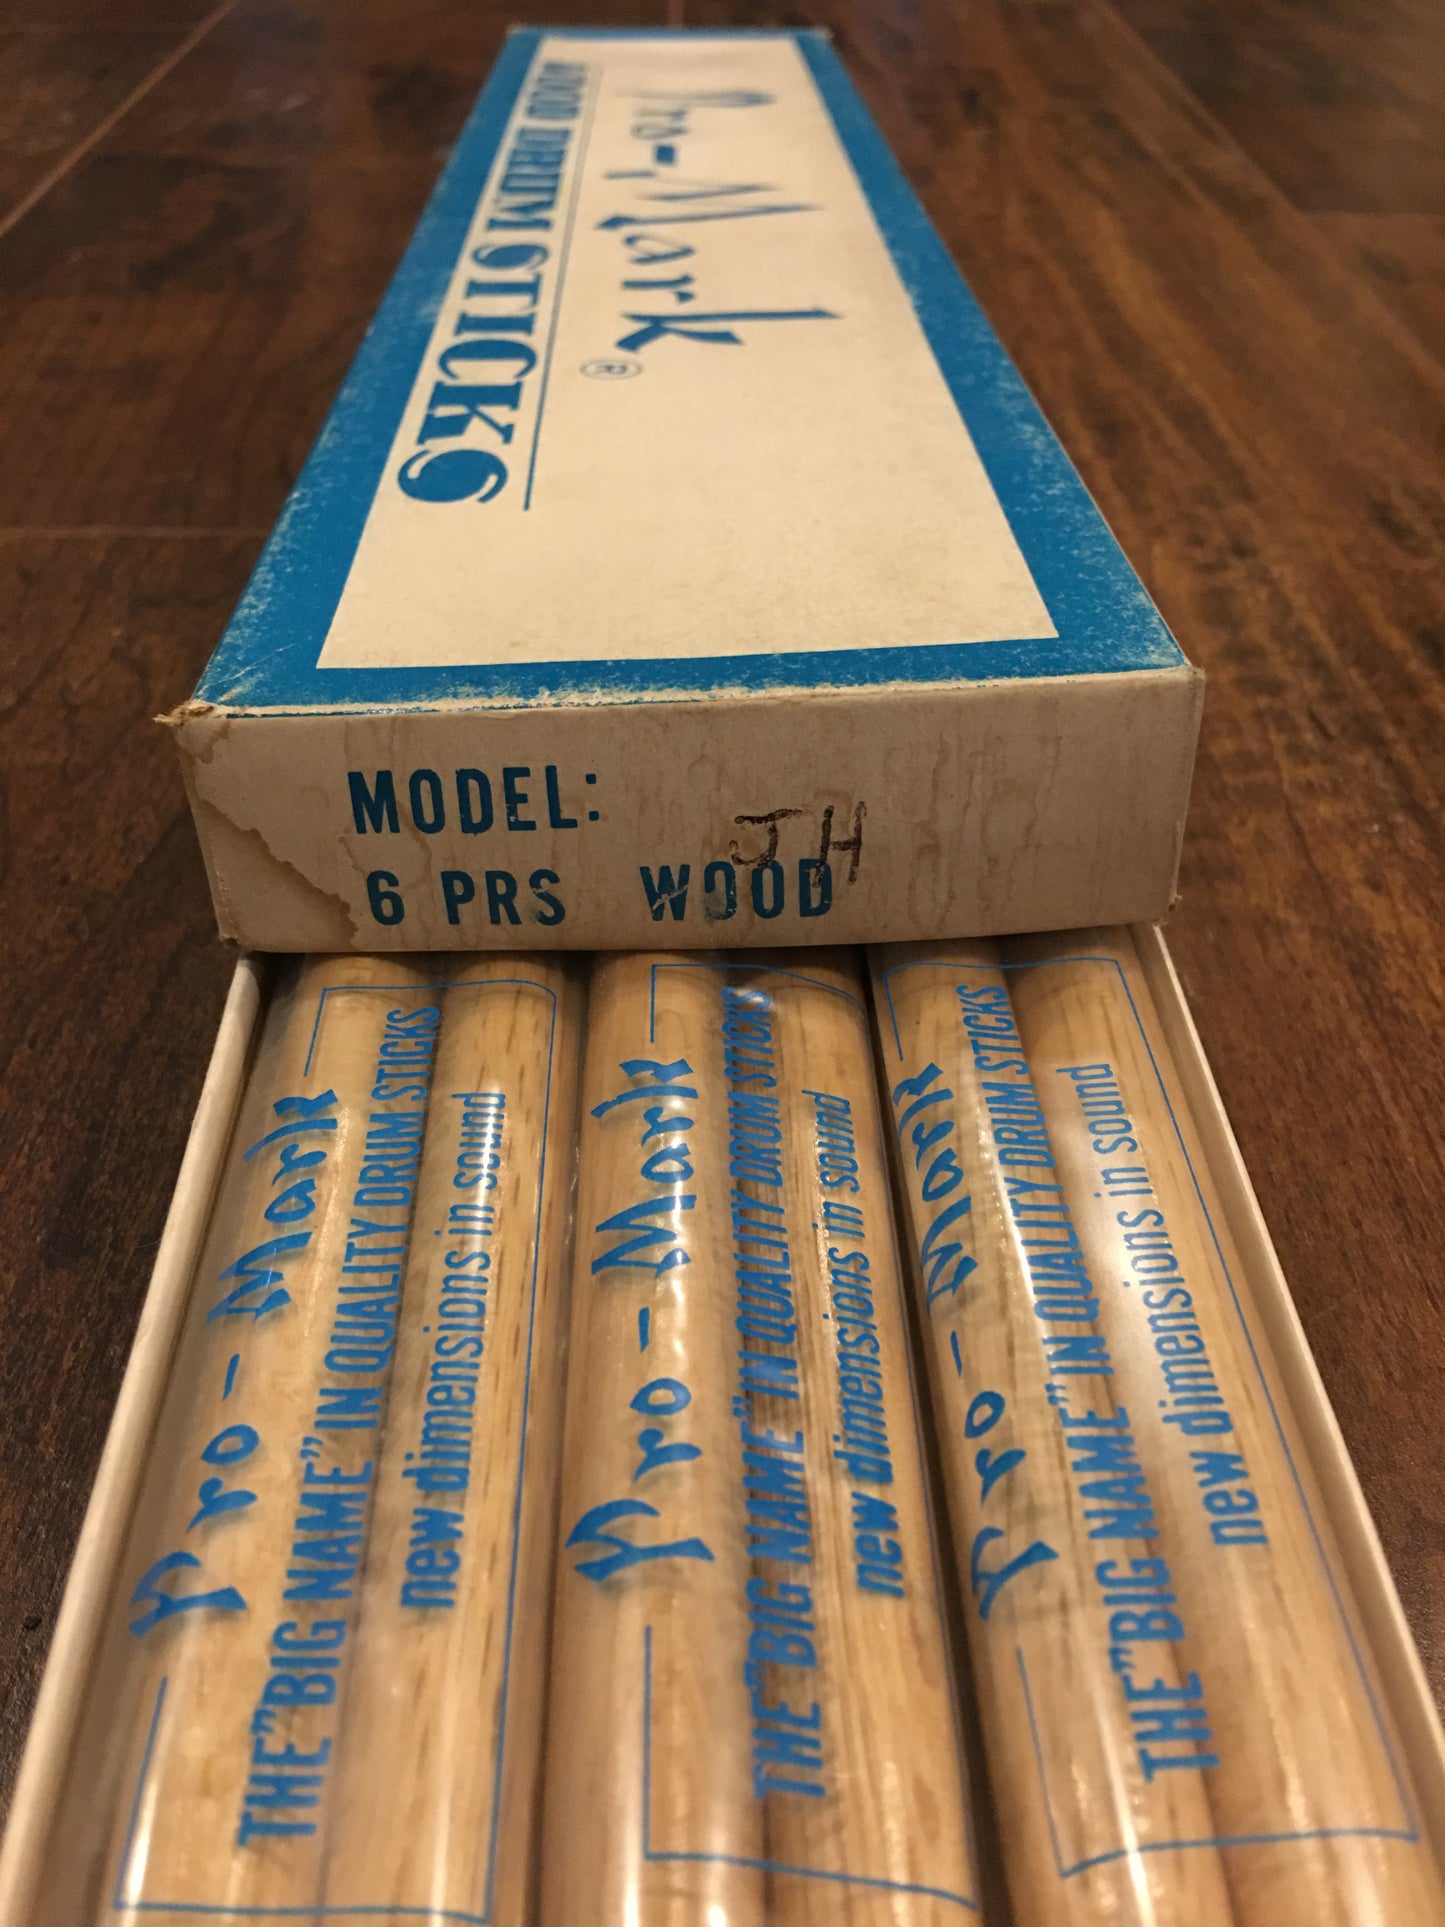 Pro-Mark ®
WOOD DRUM STICKS
MODEL:
JH
6 PRS WOOD
Pro-Mark
THE "BIG NAME" IN QUALITY DRUM STICKS
new dimensions in sound
Pro-Mark
THE "BIG NAME" IN QUALITY DRUM STICKS
new dimensions in sound
Pro-Mark
THE "BIG NAME" IN QUALITY DRUM STICKS
new dimensions in sound